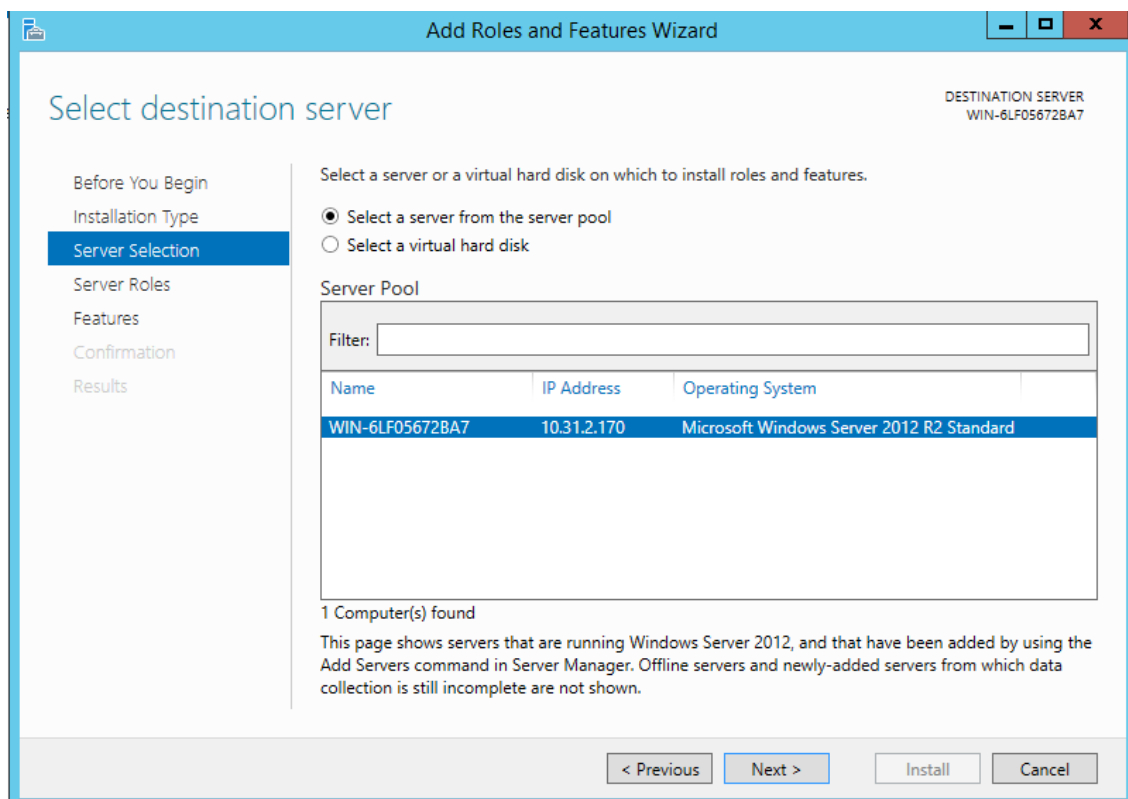 Add Roles and Features Wizard
Select destination server
DESTINATION SERVER
WIN-6LF05672BA7
Before You Begin
Installation Type
Server Selection
Server Roles
Features
Confirmation
Results
Select a server or a virtual hard disk on which to install roles and features.
Select a server from the server pool
Select a virtual hard disk
Server Pool
Filter:
Name IP Address Operating System
WIN-6LF05672BA7 10.31.2.170 Microsoft Windows Server 2012 R2 Standard
1 Computer(s) found
This page shows servers that are running Windows Server 2012, and that have been added by using the
Add Servers command in Server Manager. Offline servers and newly-added servers from which data
collection is still incomplete are not shown.
< Previous Next > Install Cancel